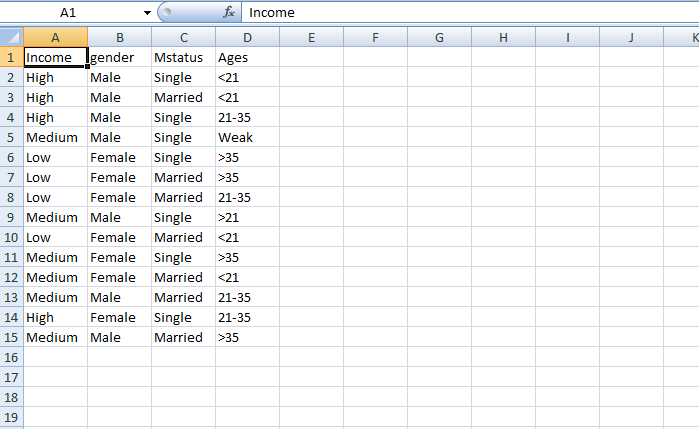 A1 fx Income
A B C D E F G H I J K
1 Income gender Mstatus Ages
2 High Male Single <21
3 High Male Married <21
4 High Male Single 21-35
5 Medium Male Single Weak
6 Low Female Single >35
7 Low Female Married >35
8 Low Female Married 21-35
9 Medium Male Single >21
10 Low Female Married <21
11 Medium Female Single >35
12 Medium Female Married <21
13 Medium Male Married 21-35
14 High Female Single 21-35
15 Medium Male Married >35
16
17
18
19